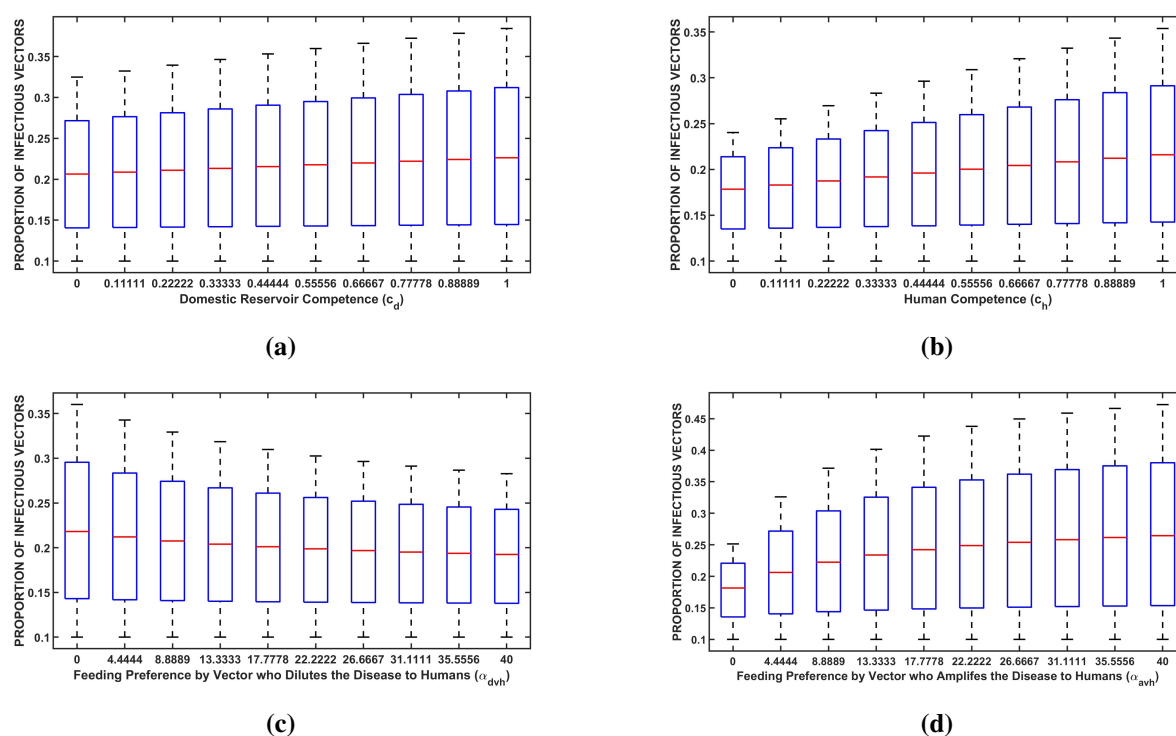 PROPORTION OF INFECTIOUS VECTORS
0.35
0.3
0.25
0.2
0.15
0.1
0 0.11111 0.22222 0.33333 0.44444 0.55556 0.66667 0.77778 0.88889 1
Domestic Reservoir Competence (c_d)
(a)
PROPORTION OF INFECTIOUS VECTORS
0.35
0.3
0.25
0.2
0.15
0.1
0 0.11111 0.22222 0.33333 0.44444 0.55556 0.66667 0.77778 0.88889 1
Human Competence (c_h)
(b)
PROPORTION OF INFECTIOUS VECTORS
0.35
0.3
0.25
0.2
0.15
0.1
0 4.4444 8.8889 13.3333 17.7778 22.2222 26.6667 31.1111 35.5556 40
Feeding Preference by Vector who Dilutes the Disease to Humans (α_dvh)
(c)
PROPORTION OF INFECTIOUS VECTORS
0.45
0.4
0.35
0.3
0.25
0.2
0.15
0.1
0 4.4444 8.8889 13.3333 17.7778 22.2222 26.6667 31.1111 35.5556 40
Feeding Preference by Vector who Amplifes the Disease to Humans (α_avh)
(d)